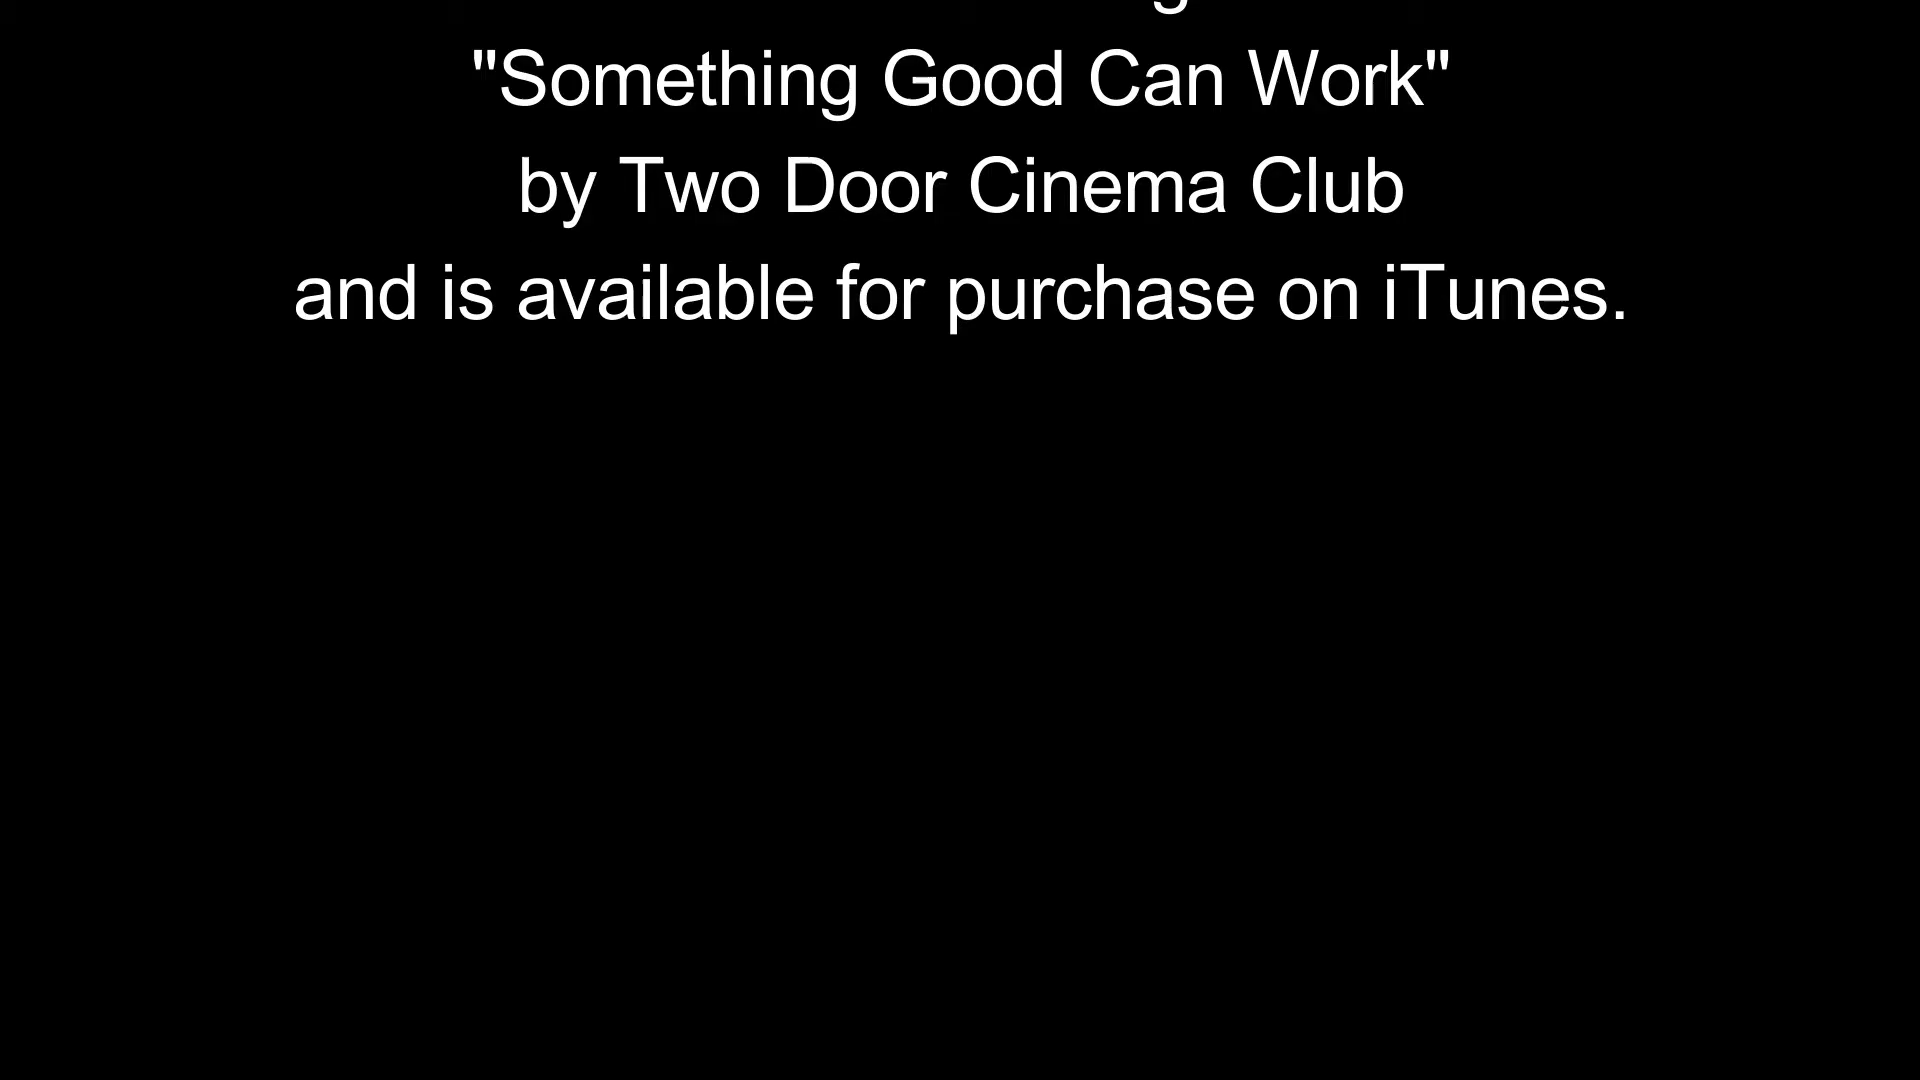 "Something Good Can Work"
by Two Door Cinema Club
and is available for purchase on iTunes.